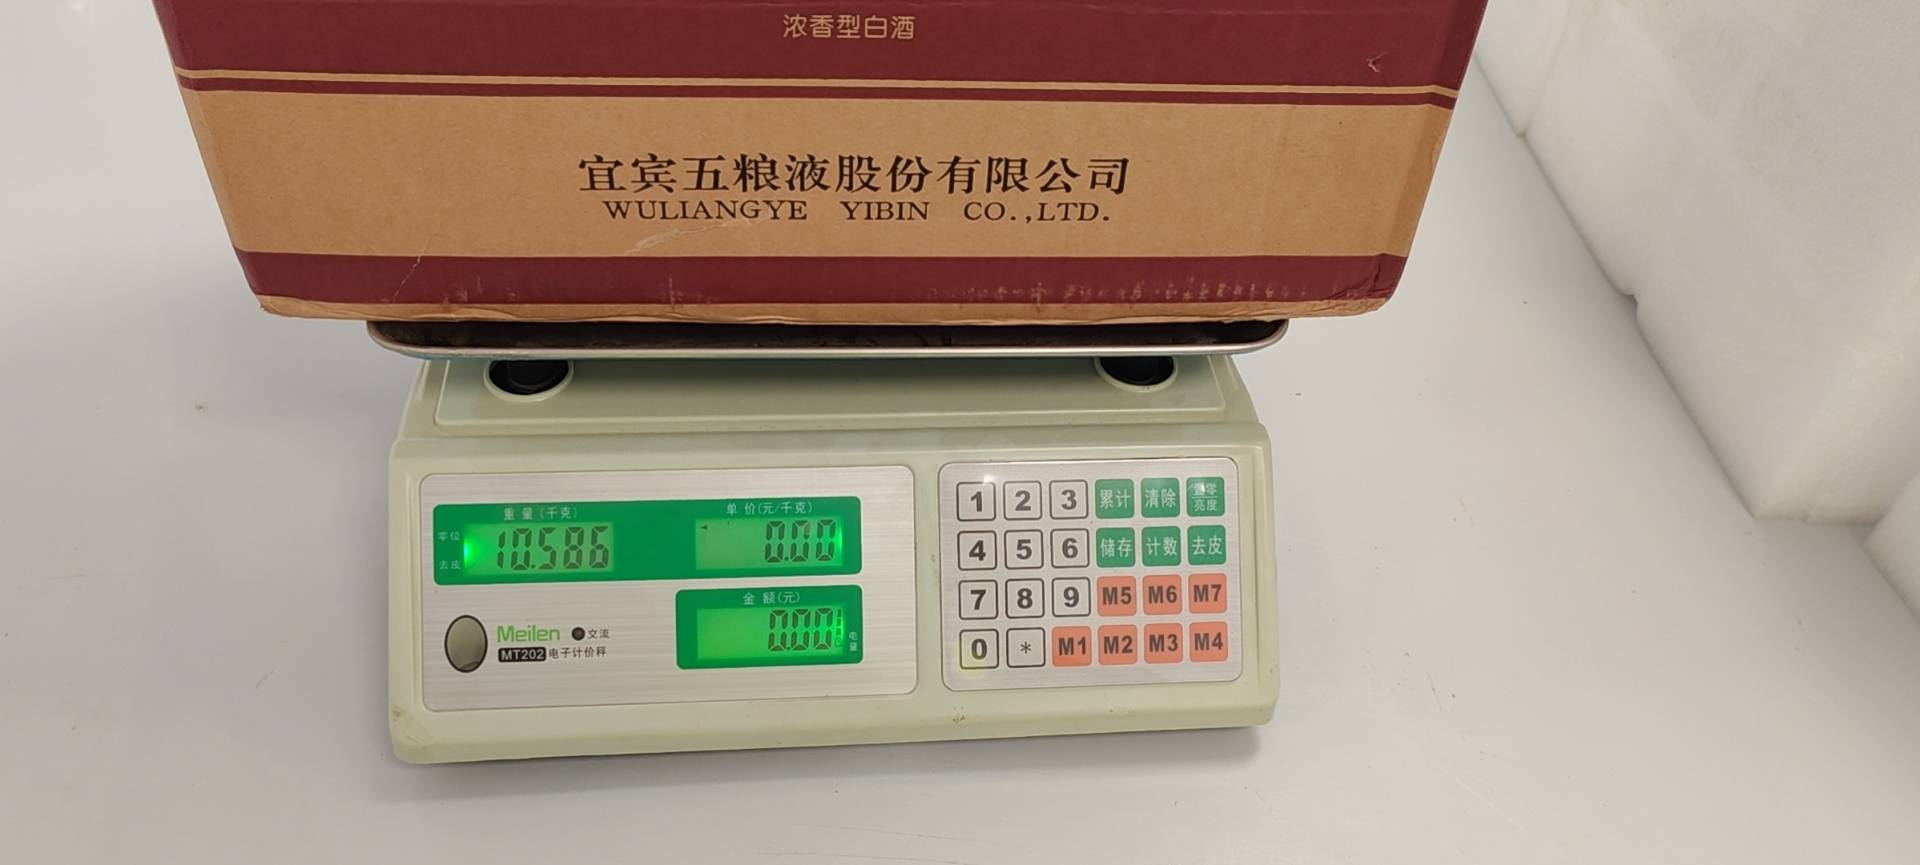 浓香型白酒
宜宾五粮液股份有限公司
WULIANGYE YIBIN CO.,LTD.
重量(千克)
单价(元/千克)
零位
去皮
10.586
0.00
金额(元)
0.00
电量
Meilen 交流
MT202 电子计价秤
1 2 3 累计 清除 置零 亮度
4 5 6 储存 计数 去皮
7 8 9 M5 M6 M7
0 * M1 M2 M3 M4